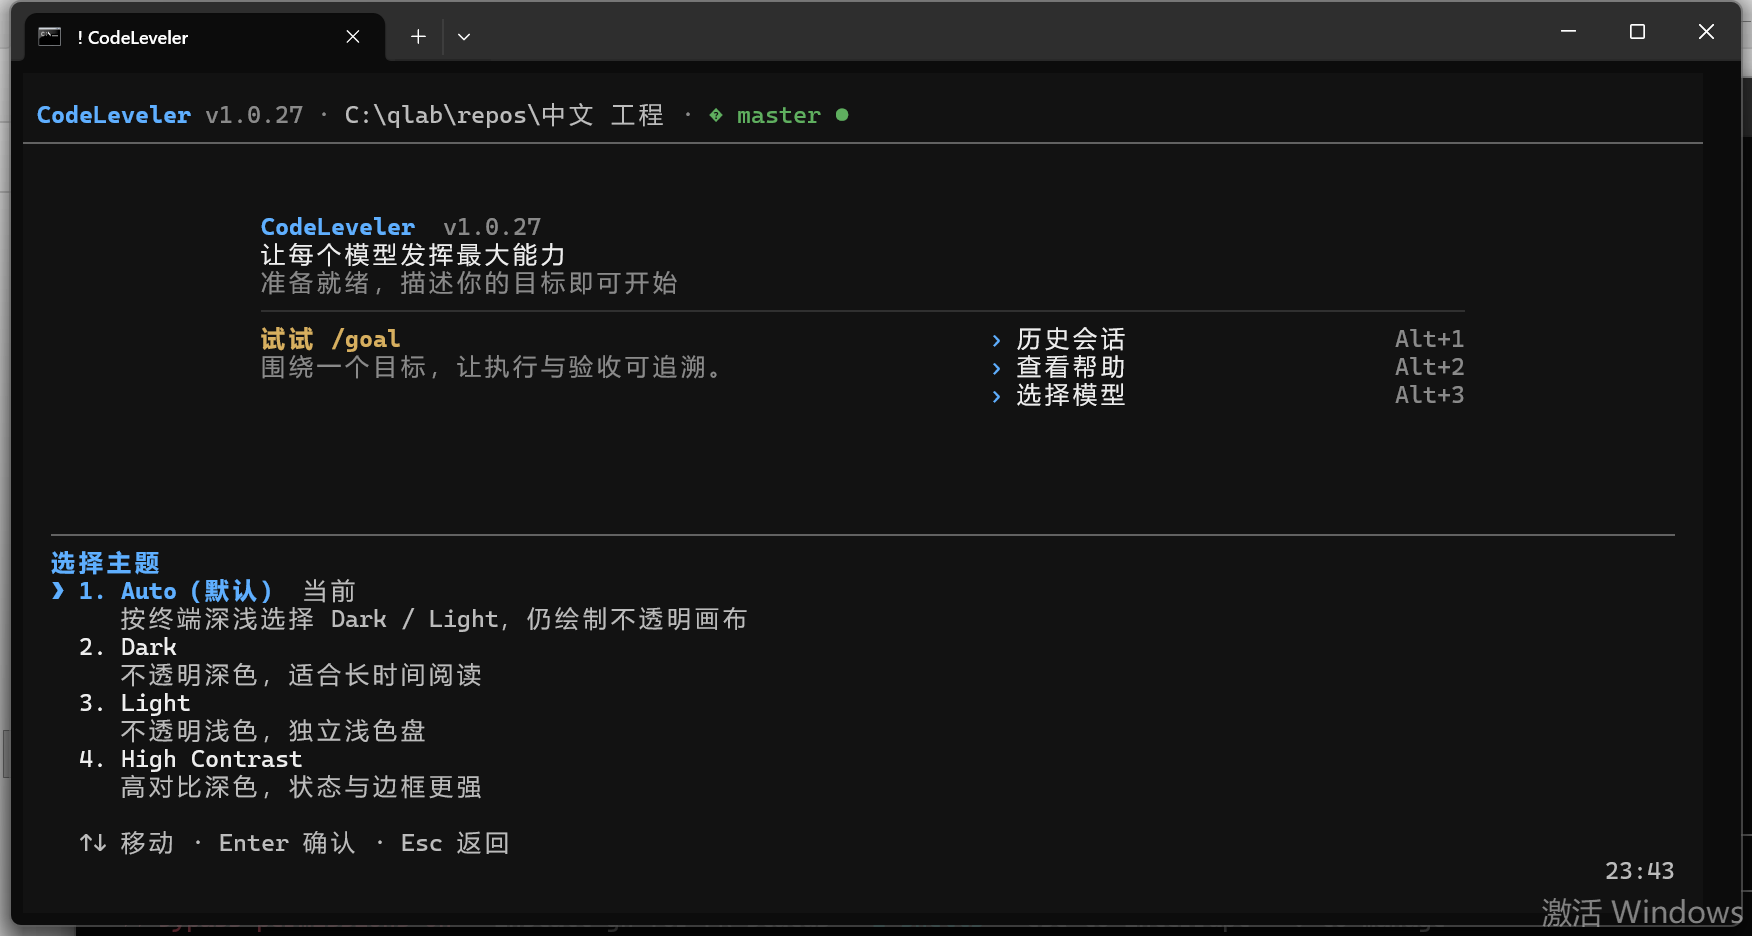 ! CodeLeveler
CodeLeveler v1.0.27 · C:\qlab\repos\中文 工程 · � master ●
CodeLeveler v1.0.27
让每个模型发挥最大能力
准备就绪，描述你的目标即可开始
试试 /goal
围绕一个目标，让执行与验收可追溯。
› 历史会话 Alt+1
› 查看帮助 Alt+2
› 选择模型 Alt+3
选择主题
❯ 1. Auto（默认） 当前
按终端深浅选择 Dark / Light，仍绘制不透明画布
2. Dark
不透明深色，适合长时间阅读
3. Light
不透明浅色，独立浅色盘
4. High Contrast
高对比深色，状态与边框更强
↑↓ 移动 · Enter 确认 · Esc 返回
23:43
激活 Windows